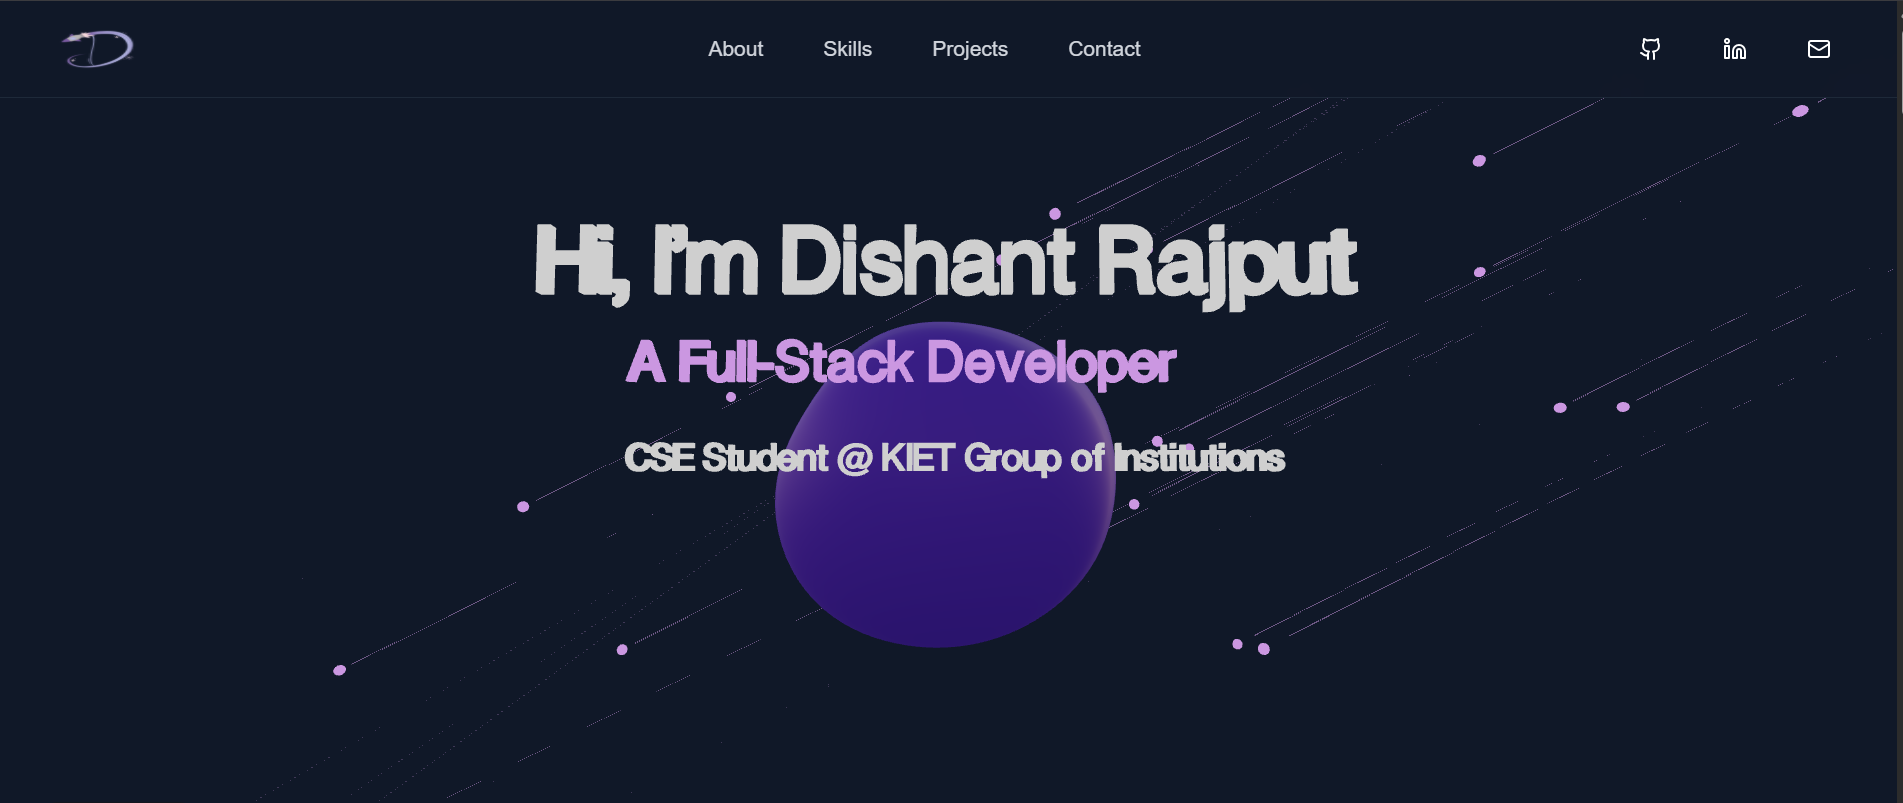 D
About Skills Projects Contact
Hi, I'm Dishant Rajput
A Full-Stack Developer
CSE Student @ KIET Group of Institutions